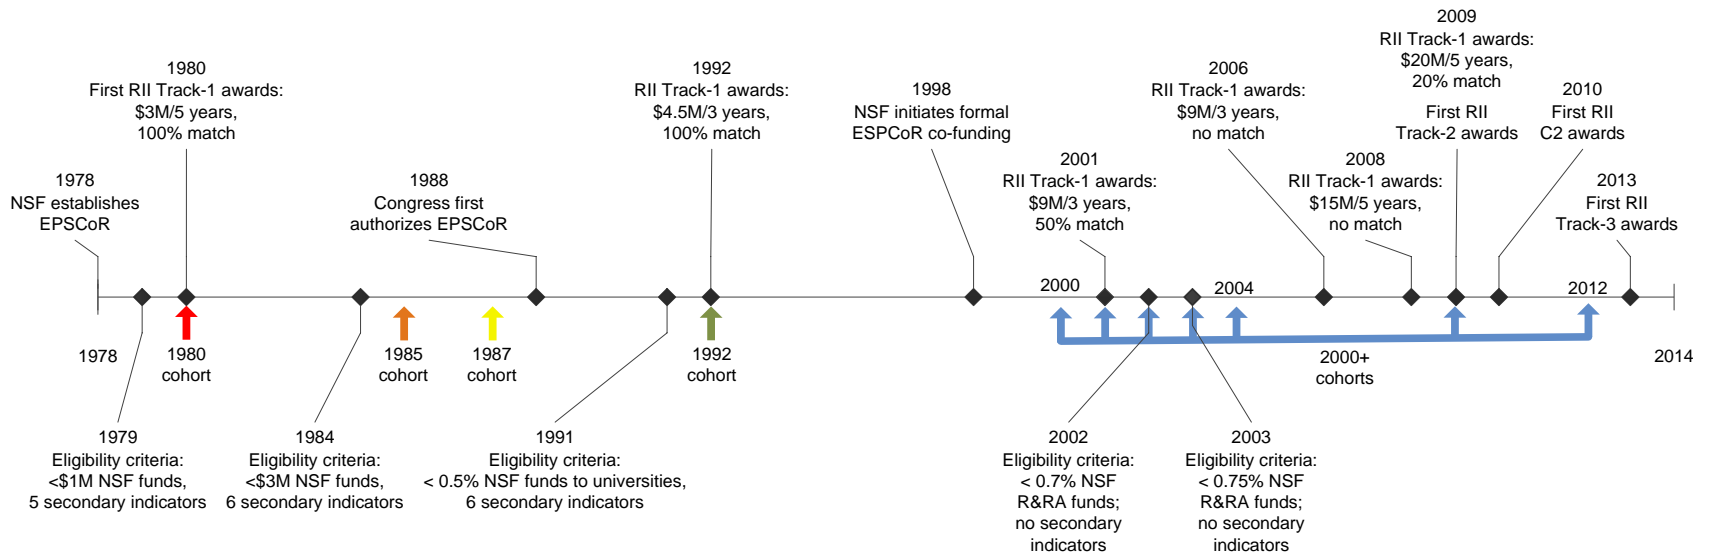 1978
NSF establishes
EPSCoR
1980
First RII Track-1 awards:
$3M/5 years,
100% match
1988
Congress first
authorizes EPSCoR
1992
RII Track-1 awards:
$4.5M/3 years,
100% match
1998
NSF initiates formal
ESPCoR co-funding
2001
RII Track-1 awards:
$9M/3 years,
50% match
2006
RII Track-1 awards:
$9M/3 years,
no match
2008
RII Track-1 awards:
$15M/5 years,
no match
2009
RII Track-1 awards:
$20M/5 years,
20% match
First RII
Track-2 awards
2010
First RII
C2 awards
2013
First RII
Track-3 awards
2000
2004
2012
1978
1980
cohort
1985
cohort
1987
cohort
1992
cohort
2000+
cohorts
2014
1979
Eligibility criteria:
<$1M NSF funds,
5 secondary indicators
1984
Eligibility criteria:
<$3M NSF funds,
6 secondary indicators
1991
Eligibility criteria:
< 0.5% NSF funds to universities,
6 secondary indicators
2002
Eligibility criteria:
< 0.7% NSF
R&RA funds;
no secondary
indicators
2003
Eligibility criteria:
< 0.75% NSF
R&RA funds;
no secondary
indicators